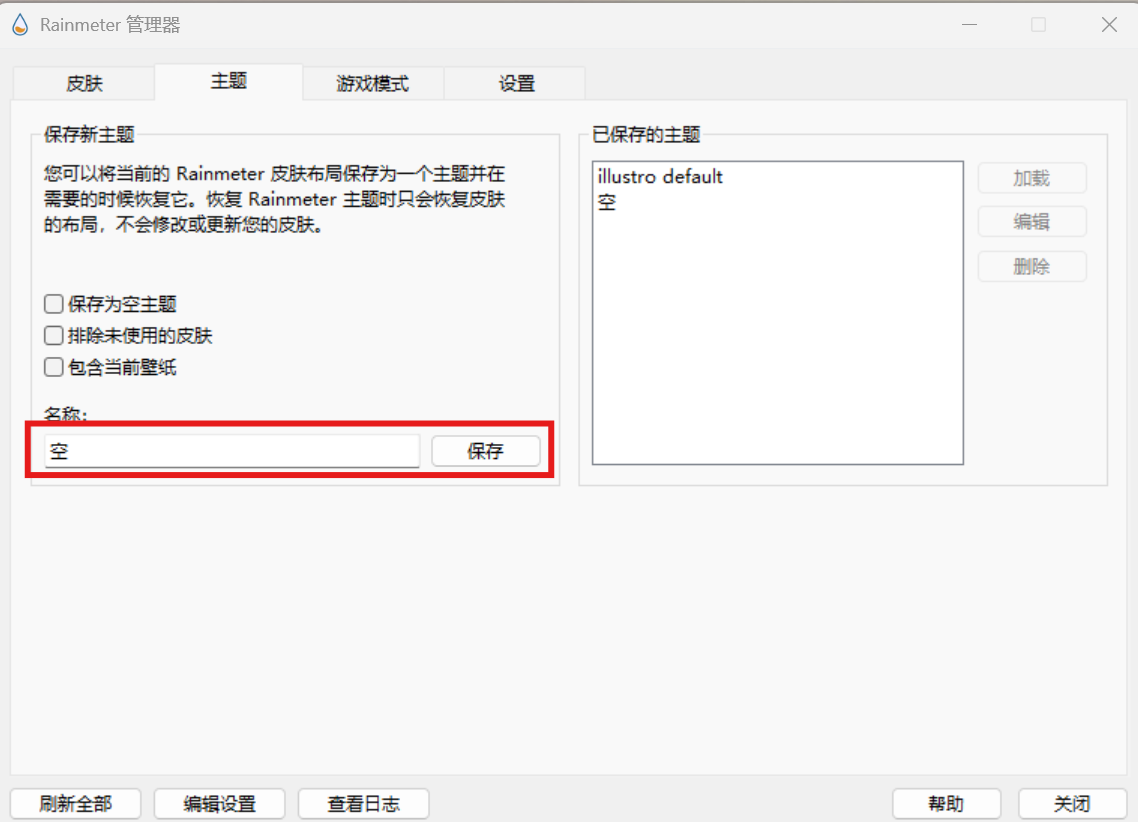 Rainmeter 管理器
皮肤
主题
游戏模式
设置
保存新主题
您可以将当前的 Rainmeter 皮肤布局保存为一个主题并在
需要的时候恢复它。恢复 Rainmeter 主题时只会恢复皮肤
的布局，不会修改或更新您的皮肤。
保存为空主题
排除未使用的皮肤
包含当前壁纸
名称:
空
保存
已保存的主题
illustro default
空
加载
编辑
删除
刷新全部
编辑设置
查看日志
帮助
关闭